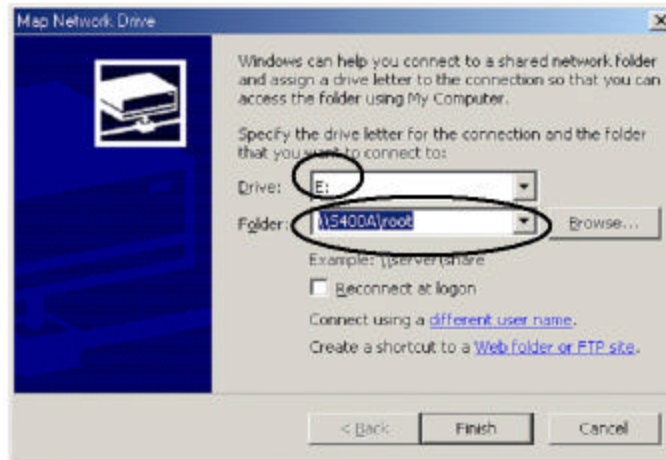 Map Network Drive
Windows can help you connect to a shared network folder
and assign a drive letter to the connection so that you can
access the folder using My Computer.
Specify the drive letter for the connection and the folder
that you want to connect to:
Drive: E:
Folder: \\S400A\root Browse...
Example: \\server\share
Reconnect at logon
Connect using a different user name.
Create a shortcut to a Web folder or FTP site.
< Back Finish Cancel